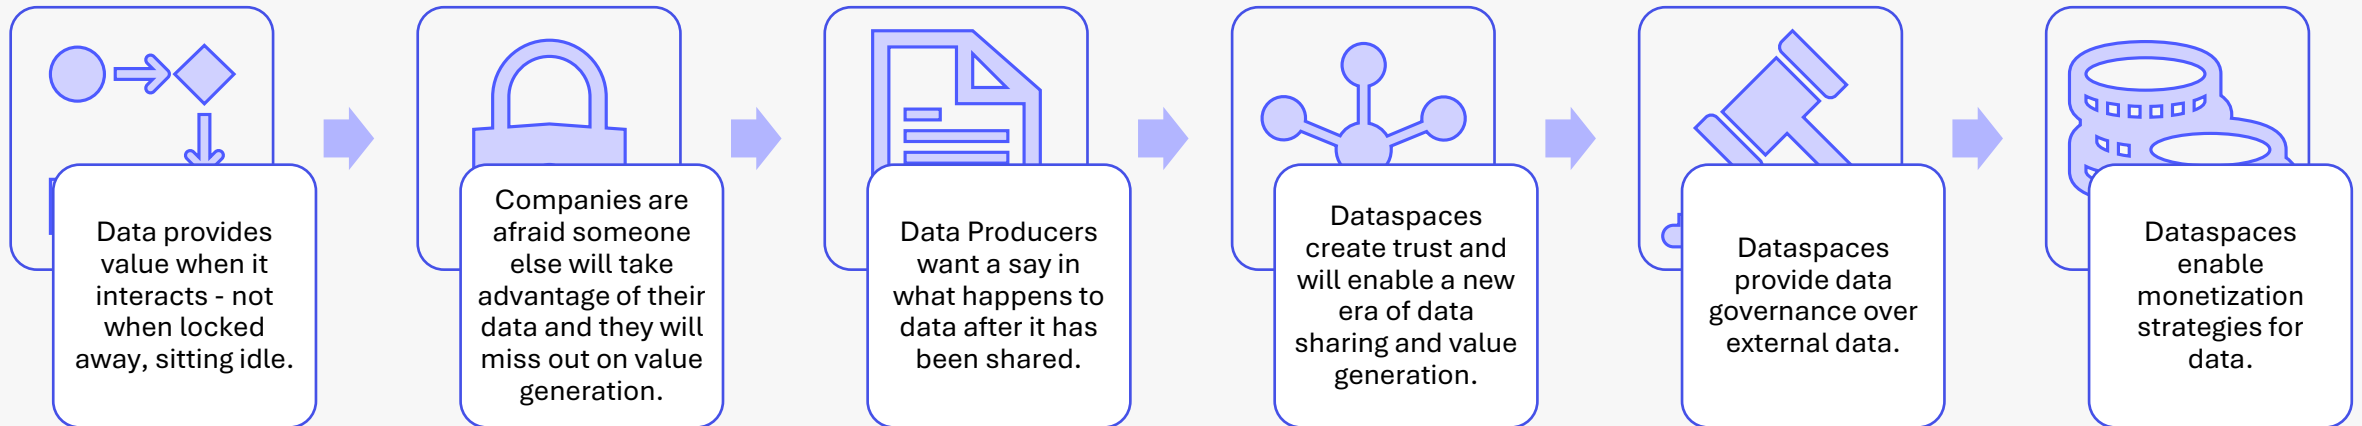 Data provides
value when it
interacts - not
when locked
away, sitting idle.
Companies are
afraid someone
else will take
advantage of their
data and they will
miss out on value
generation.
Data Producers
want a say in
what happens to
data after it has
been shared.
Dataspaces
create trust and
will enable a new
era of data
sharing and value
generation.
Dataspaces
provide data
governance over
external data.
Dataspaces
enable
monetization
strategies for
data.